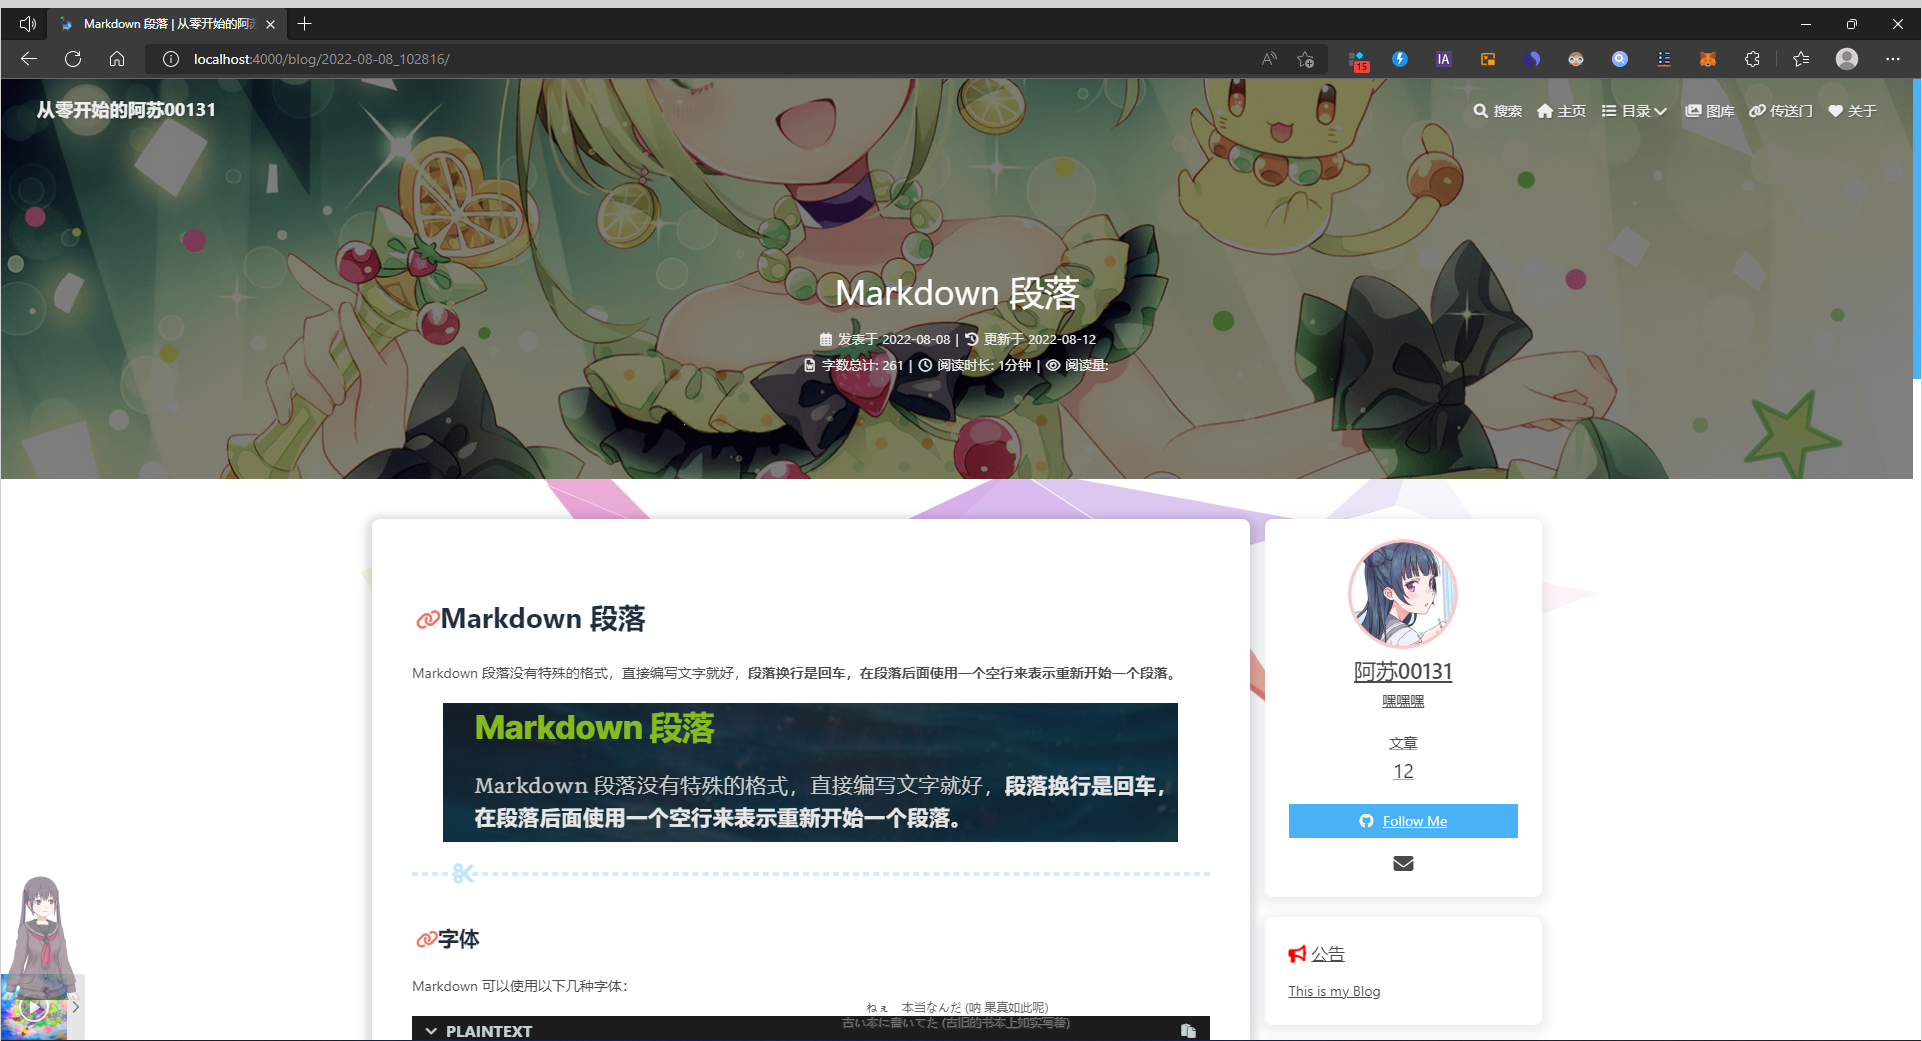 Markdown 段落 | 从零开始的阿苏
localhost:4000/blog/2022-08-08_102816/
15
IA
从零开始的阿苏00131
搜索 主页 目录 图库 传送门 关于
Markdown 段落
发表于 2022-08-08 | 更新于 2022-08-12
字数总计: 261 | 阅读时长: 1分钟 | 阅读量:
Markdown 段落
Markdown 段落没有特殊的格式，直接编写文字就好，段落换行是回车，在段落后面使用一个空行来表示重新开始一个段落。
Markdown 段落
Markdown 段落没有特殊的格式，直接编写文字就好，段落换行是回车，
在段落后面使用一个空行来表示重新开始一个段落。
字体
Markdown 可以使用以下几种字体：
PLAINTEXT
阿苏00131
嘿嘿嘿
文章
12
Follow Me
公告
This is my Blog
ねぇ 本当なんだ (呐 果真如此呢)
古い本に書いてた (古旧的书本上如实写着)